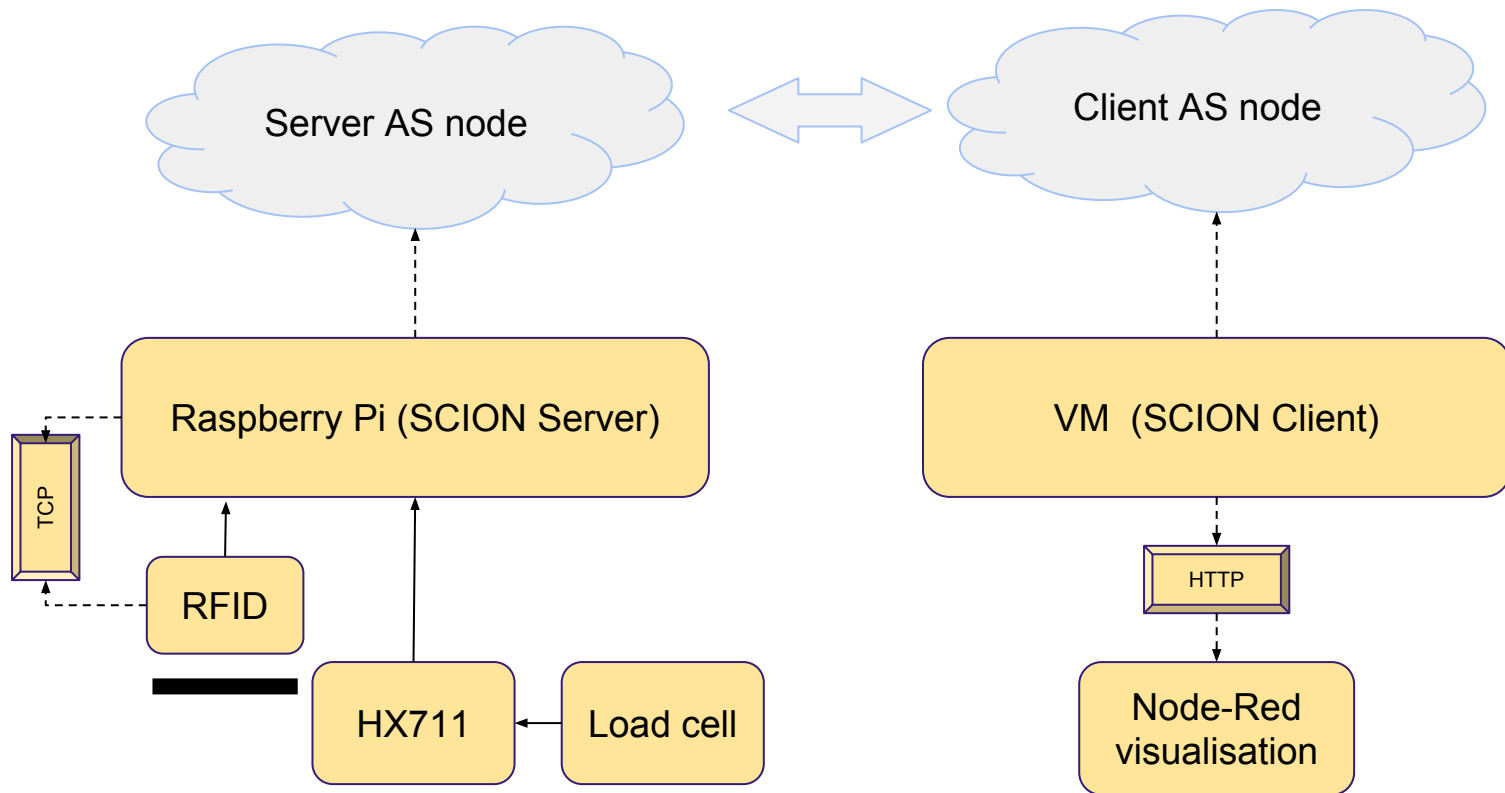 Server AS node
Client AS node
Raspberry Pi (SCION Server)
VM (SCION Client)
TCP
RFID
HTTP
HX711
Load cell
Node-Red
visualisation